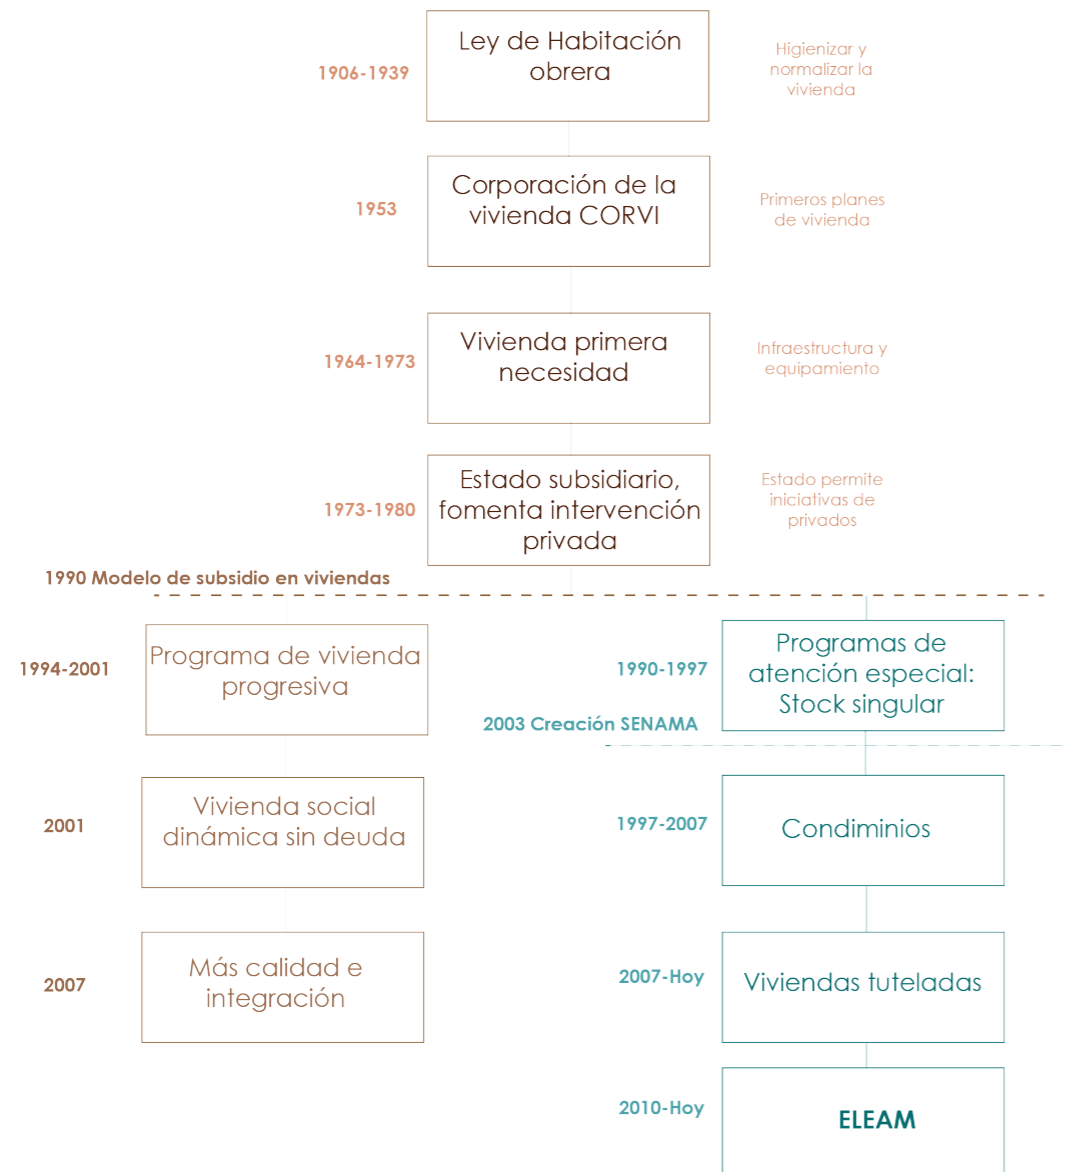 1906-1939
Ley de Habitación
obrera
Higienizar y
normalizar la
vivienda
1953
Corporación de la
vivienda CORVI
Primeros planes
de vivienda
1964-1973
Vivienda primera
necesidad
Infraestructura y
equipamiento
1973-1980
Estado subsidiario,
fomenta intervención
privada
Estado permite
iniciativas de
privados
1990 Modelo de subsidio en viviendas
1994-2001
Programa de vivienda
progresiva
2001
Vivienda social
dinámica sin deuda
2007
Más calidad e
integración
1990-1997
Programas de
atención especial:
Stock singular
2003 Creación SENAMA
1997-2007
Condiminios
2007-Hoy
Viviendas tuteladas
2010-Hoy
ELEAM